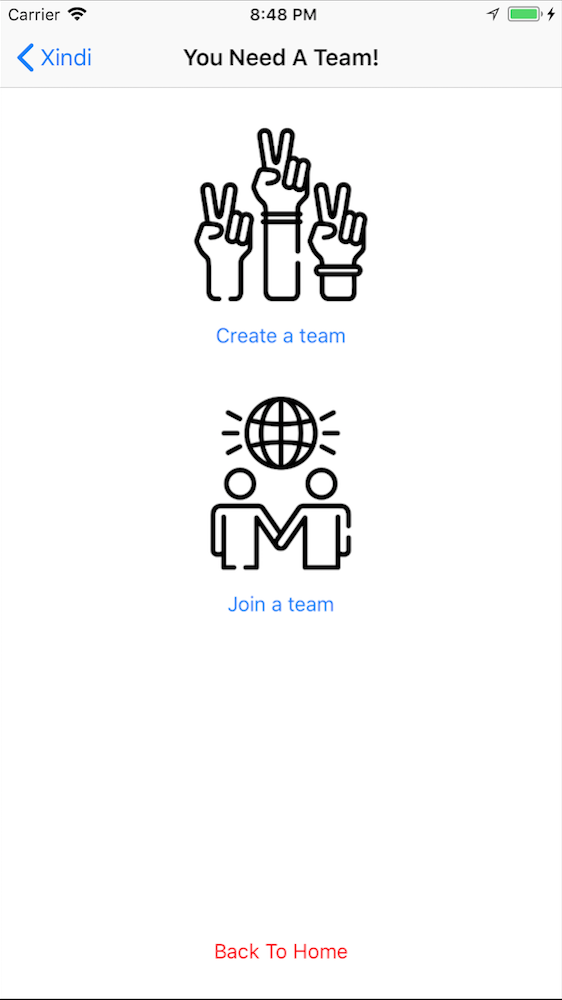 Carrier 8:48 PM
Xindi You Need A Team!
Create a team
Join a team
Back To Home